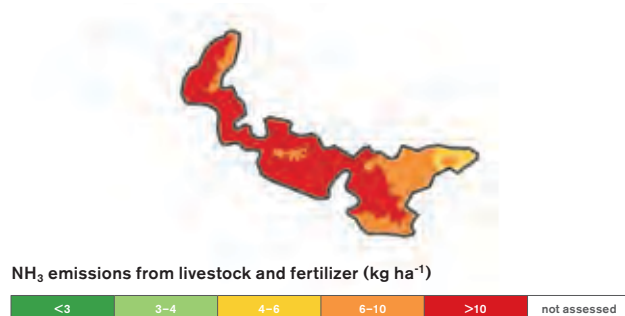 NH₃ emissions from livestock and fertilizer (kg ha⁻¹)
<3 3–4 4–6 6–10 >10 not assessed